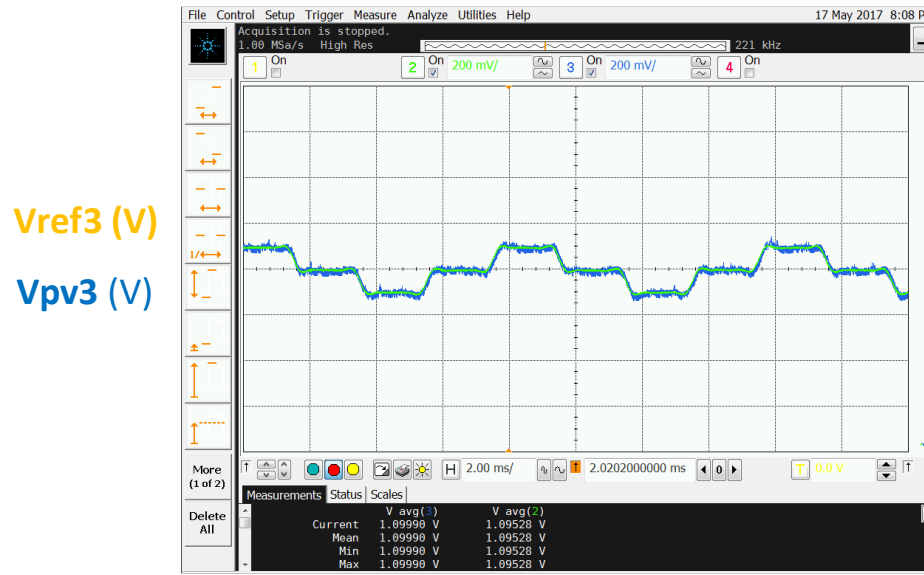 File Control Setup Trigger Measure Analyze Utilities Help 17 May 2017 8:08 P
Acquisition is stopped.
1.00 MSa/s High Res 221 kHz
1 On 2 On 200 mV/ 3 On 200 mV/ 4 On
Vref3 (V)
1/
Vpv3 (V)
More
(1 of 2)
Delete
All
H 2.00 ms/ 2.0202000000 ms 0 T 0.0 V
Measurements Status Scales
V avg(3) V avg(2)
Current 1.09990 V 1.09528 V
Mean 1.09990 V 1.09528 V
Min 1.09990 V 1.09528 V
Max 1.09990 V 1.09528 V